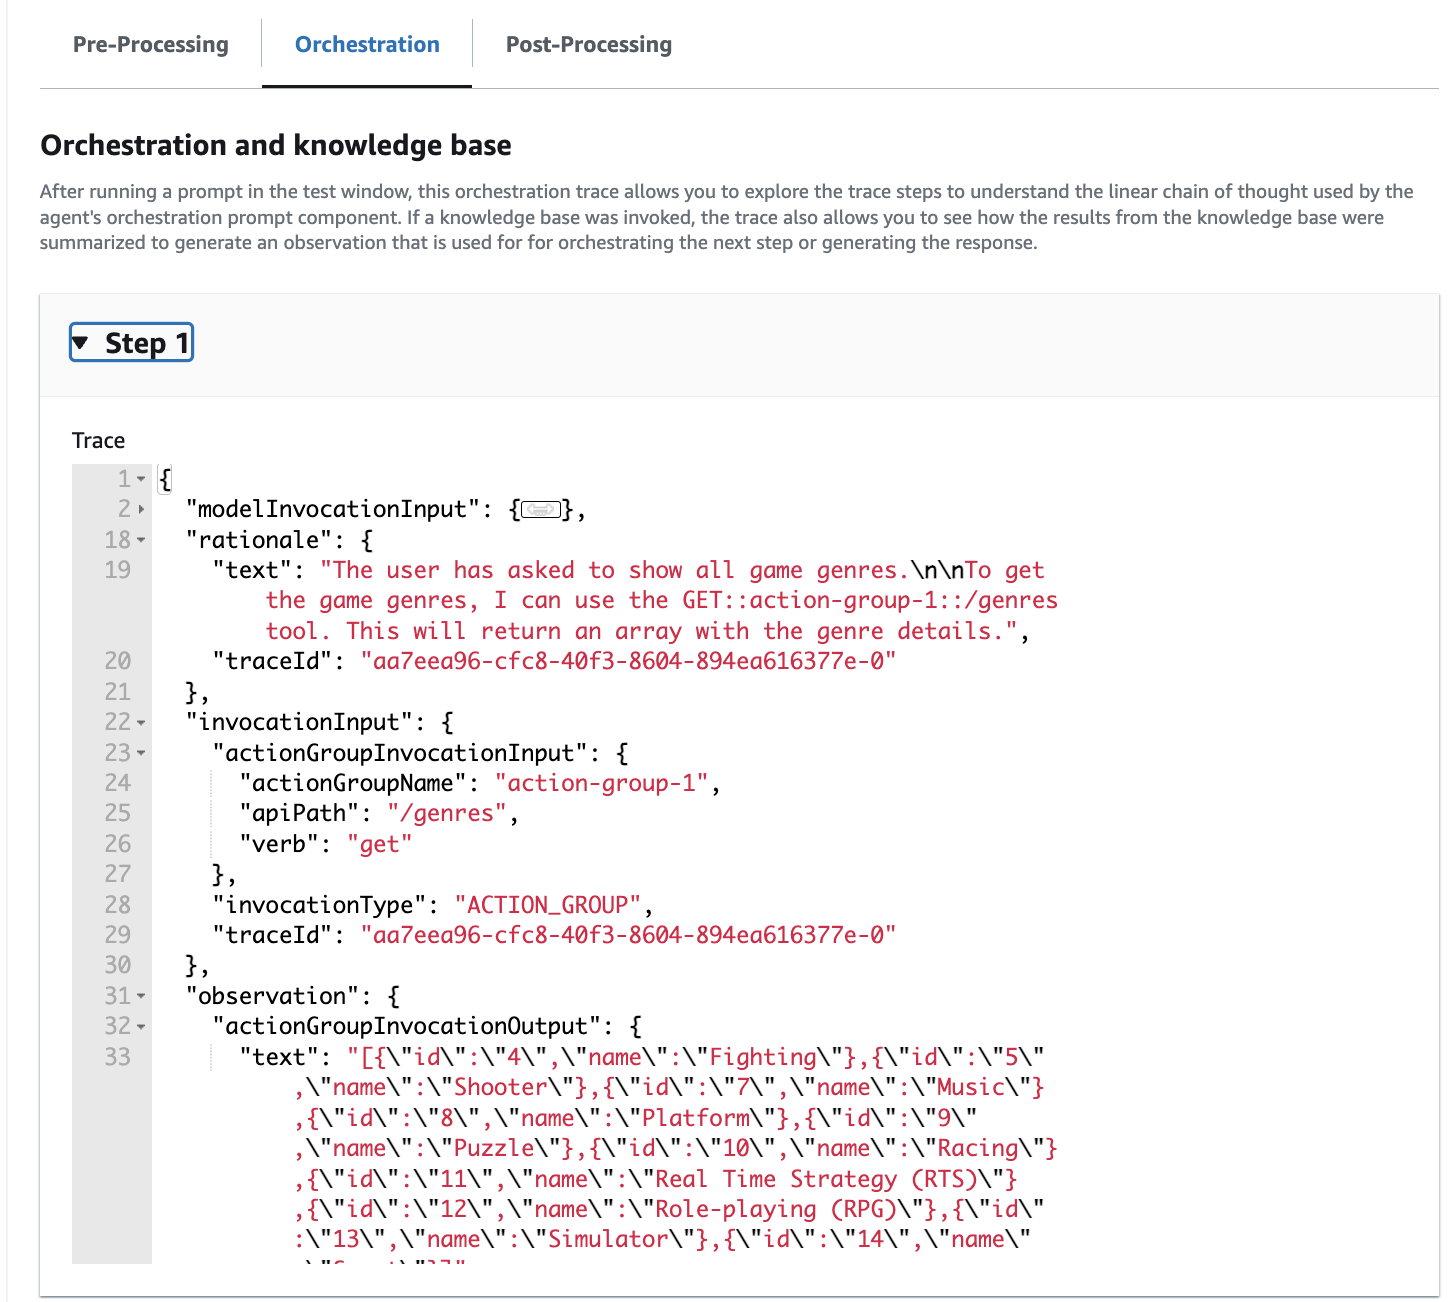 Pre-Processing
Orchestration
Post-Processing
Orchestration and knowledge base
After running a prompt in the test window, this orchestration trace allows you to explore the trace steps to understand the linear chain of thought used by the
agent's orchestration prompt component. If a knowledge base was invoked, the trace also allows you to see how the results from the knowledge base were
summarized to generate an observation that is used for for orchestrating the next step or generating the response.
Step 1
Trace
1 {
2 "modelInvocationInput": {},
18 "rationale": {
19 "text": "The user has asked to show all game genres.\n\nTo get
the game genres, I can use the GET::action-group-1::/genres
tool. This will return an array with the genre details.",
20 "traceId": "aa7eea96-cfc8-40f3-8604-894ea616377e-0"
21 },
22 "invocationInput": {
23 "actionGroupInvocationInput": {
24 "actionGroupName": "action-group-1",
25 "apiPath": "/genres",
26 "verb": "get"
27 },
28 "invocationType": "ACTION_GROUP",
29 "traceId": "aa7eea96-cfc8-40f3-8604-894ea616377e-0"
30 },
31 "observation": {
32 "actionGroupInvocationOutput": {
33 "text": "[{\"id\":\"4\",\"name\":\"Fighting\"},{\"id\":\"5\"
,\"name\":\"Shooter\"},{\"id\":\"7\",\"name\":\"Music\"}
,{\"id\":\"8\",\"name\":\"Platform\"},{\"id\":\"9\"
,\"name\":\"Puzzle\"},{\"id\":\"10\",\"name\":\"Racing\"}
,{\"id\":\"11\",\"name\":\"Real Time Strategy (RTS)\"}
,{\"id\":\"12\",\"name\":\"Role-playing (RPG)\"},{\"id\"
:\"13\",\"name\":\"Simulator\"},{\"id\":\"14\",\"name\"